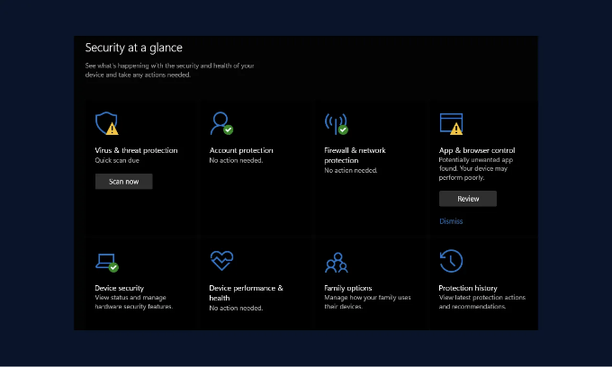 Security at a glance
See what's happening with the security and health of your
device and take any actions needed.
Virus & threat protection
Quick scan due
Scan now
Account protection
No action needed.
Firewall & network
protection
No action needed.
App & browser control
Potentially unwanted app
found. Your device may
perform poorly.
Review
Dismiss
Device security
View status and manage
hardware security features.
Device performance &
health
No action needed.
Family options
Manage how your family uses
their devices.
Protection history
View latest protection actions
and recommendations.